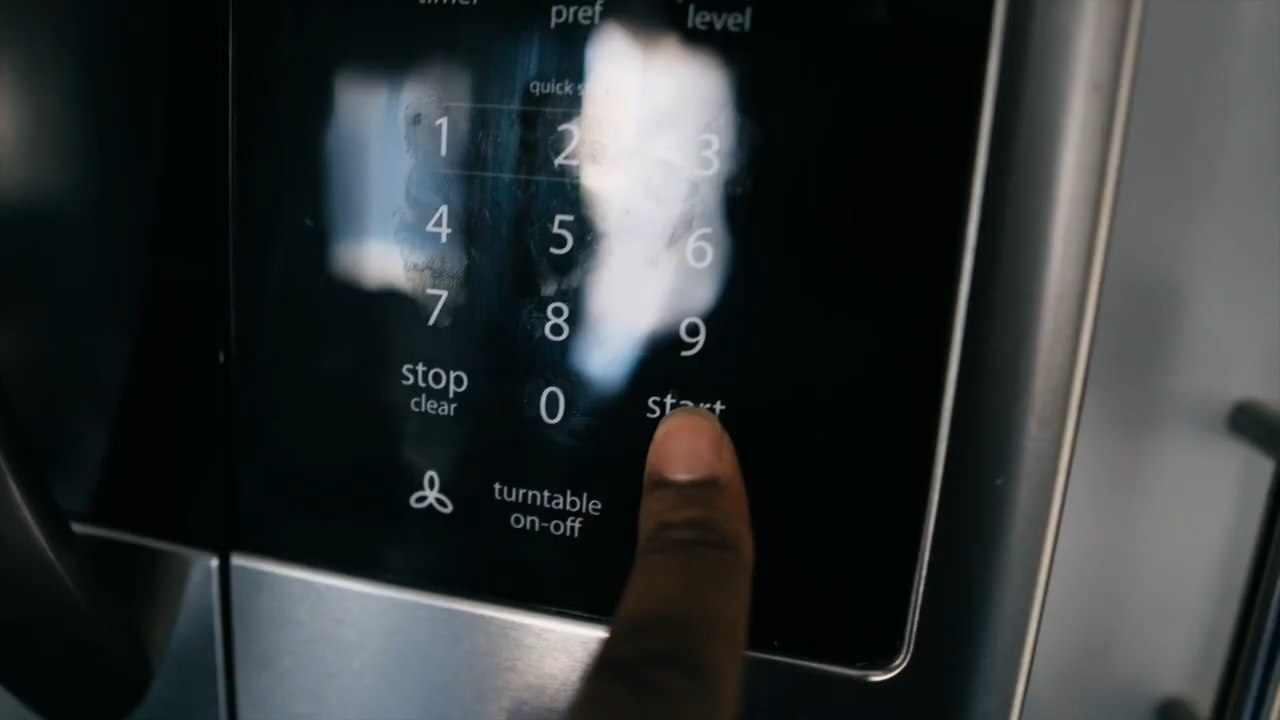 timer
pref
level
quick
1 2 3
4 5 6
7 8 9
stop
clear
0
start
turntable
on-off